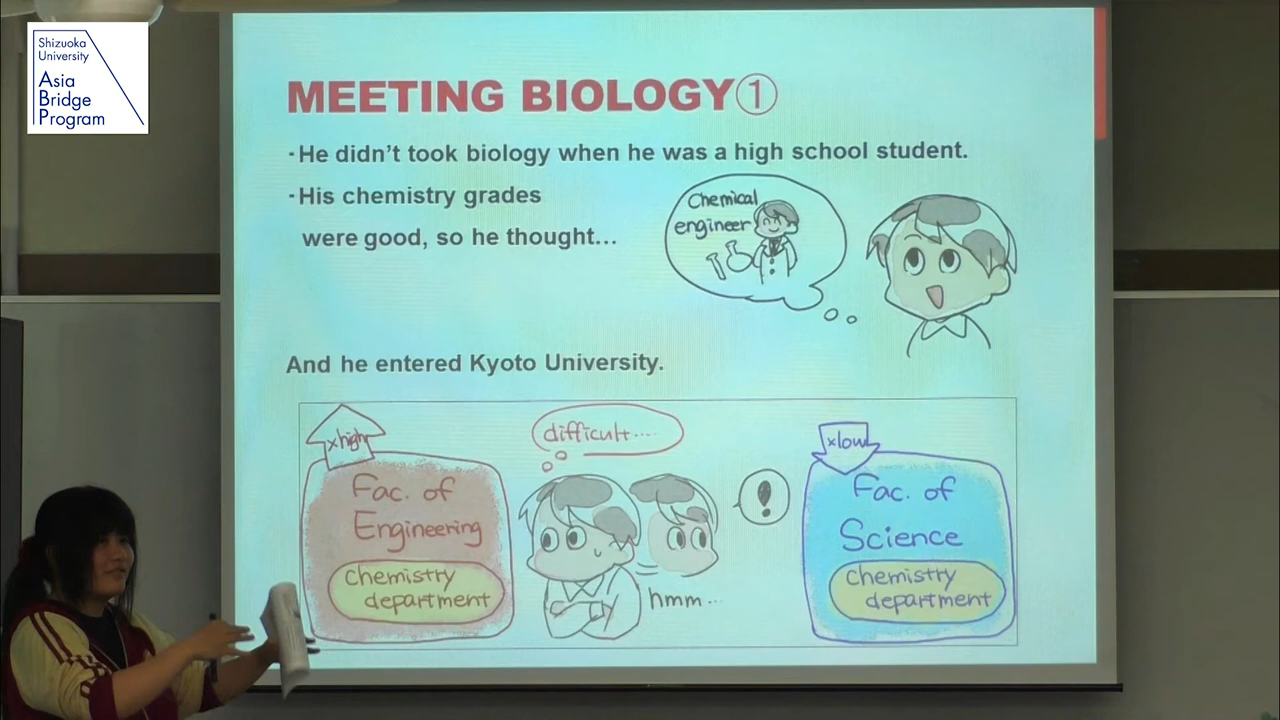 Shizuoka
University
Asia
Bridge
Program
MEETING BIOLOGY①
・He didn't took biology when he was a high school student.
・His chemistry grades
were good, so he thought…
Chemical
engineer
And he entered Kyoto University.
xhigh
Fac. of
Engineering
chemistry
department
difficult.....
!
hmm...
xlow
Fac. of
Science
chemistry
department